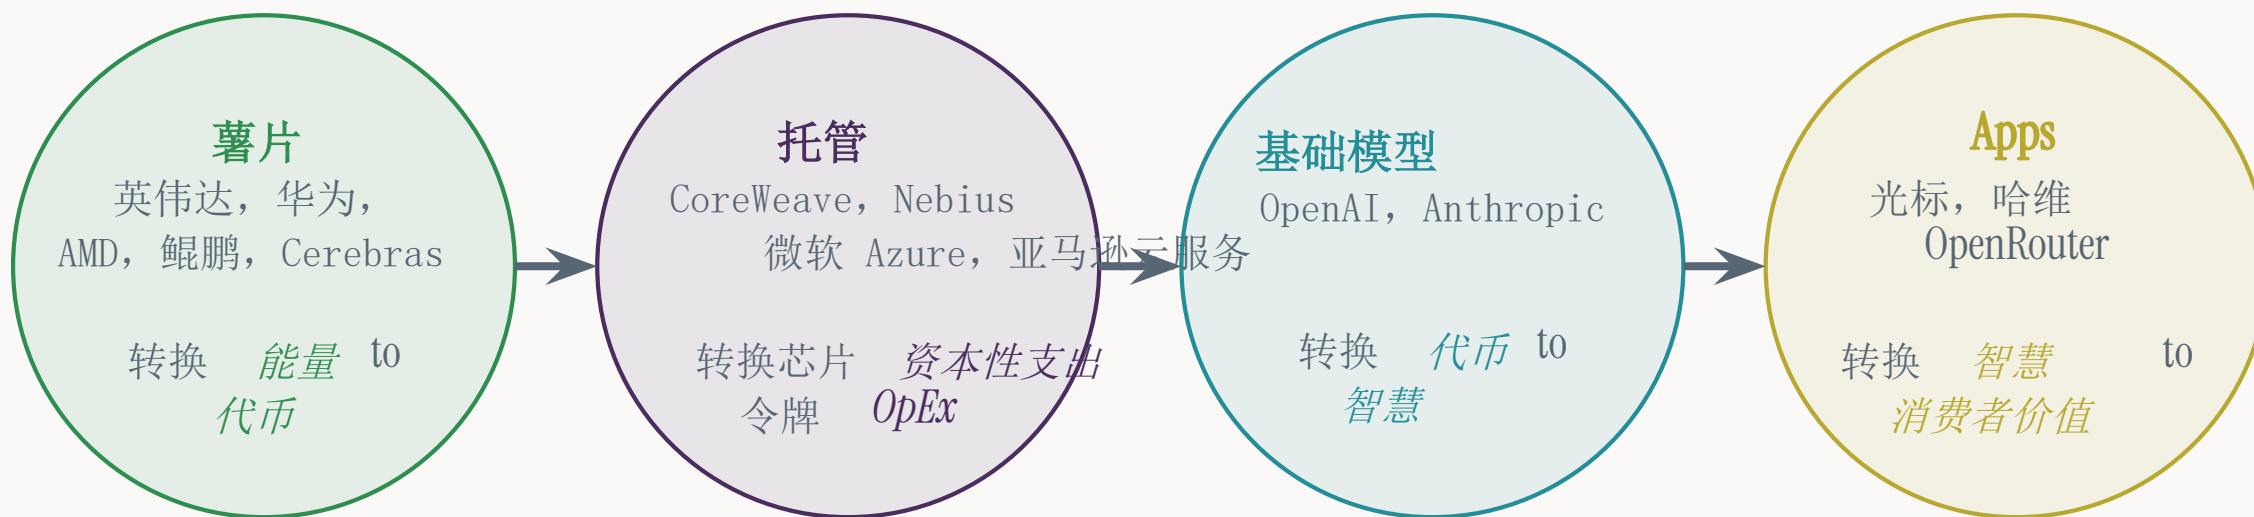 薯片
英伟达，华为，
AMD，鲲鹏，Cerebras
转换 能量 to
代币
托管
CoreWeave，Nebius
微软 Azure，亚马逊云服务
转换芯片 资本性支出
令牌 OpEx
基础模型
OpenAI，Anthropic
转换 代币 to
智慧
Apps
光标，哈维
OpenRouter
转换 智慧 to
消费者价值